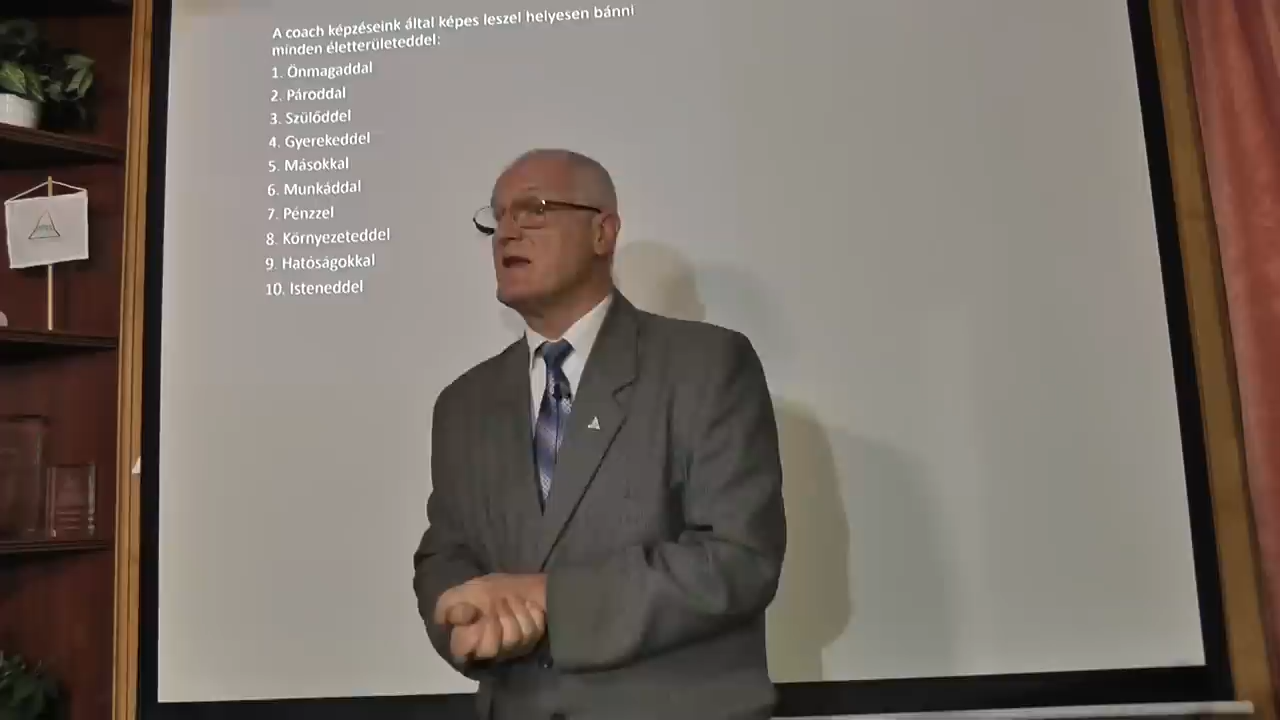 A coach képzéseink által képes leszel helyesen bánni
minden életterületeddel:
1. Önmagaddal
2. Pároddal
3. Szülőddel
4. Gyerekeddel
5. Másokkal
6. Munkáddal
7. Pénzzel
8. Környezeteddel
9. Hatóságokkal
10. Isteneddel